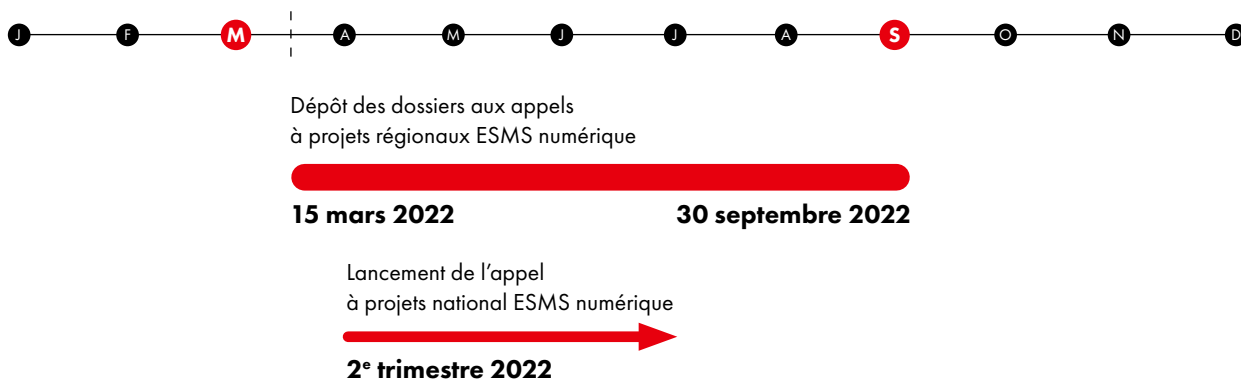 J F M A M J J A S O N D
Dépôt des dossiers aux appels
à projets régionaux ESMS numérique
15 mars 2022 30 septembre 2022
Lancement de l’appel
à projets national ESMS numérique
2e trimestre 2022